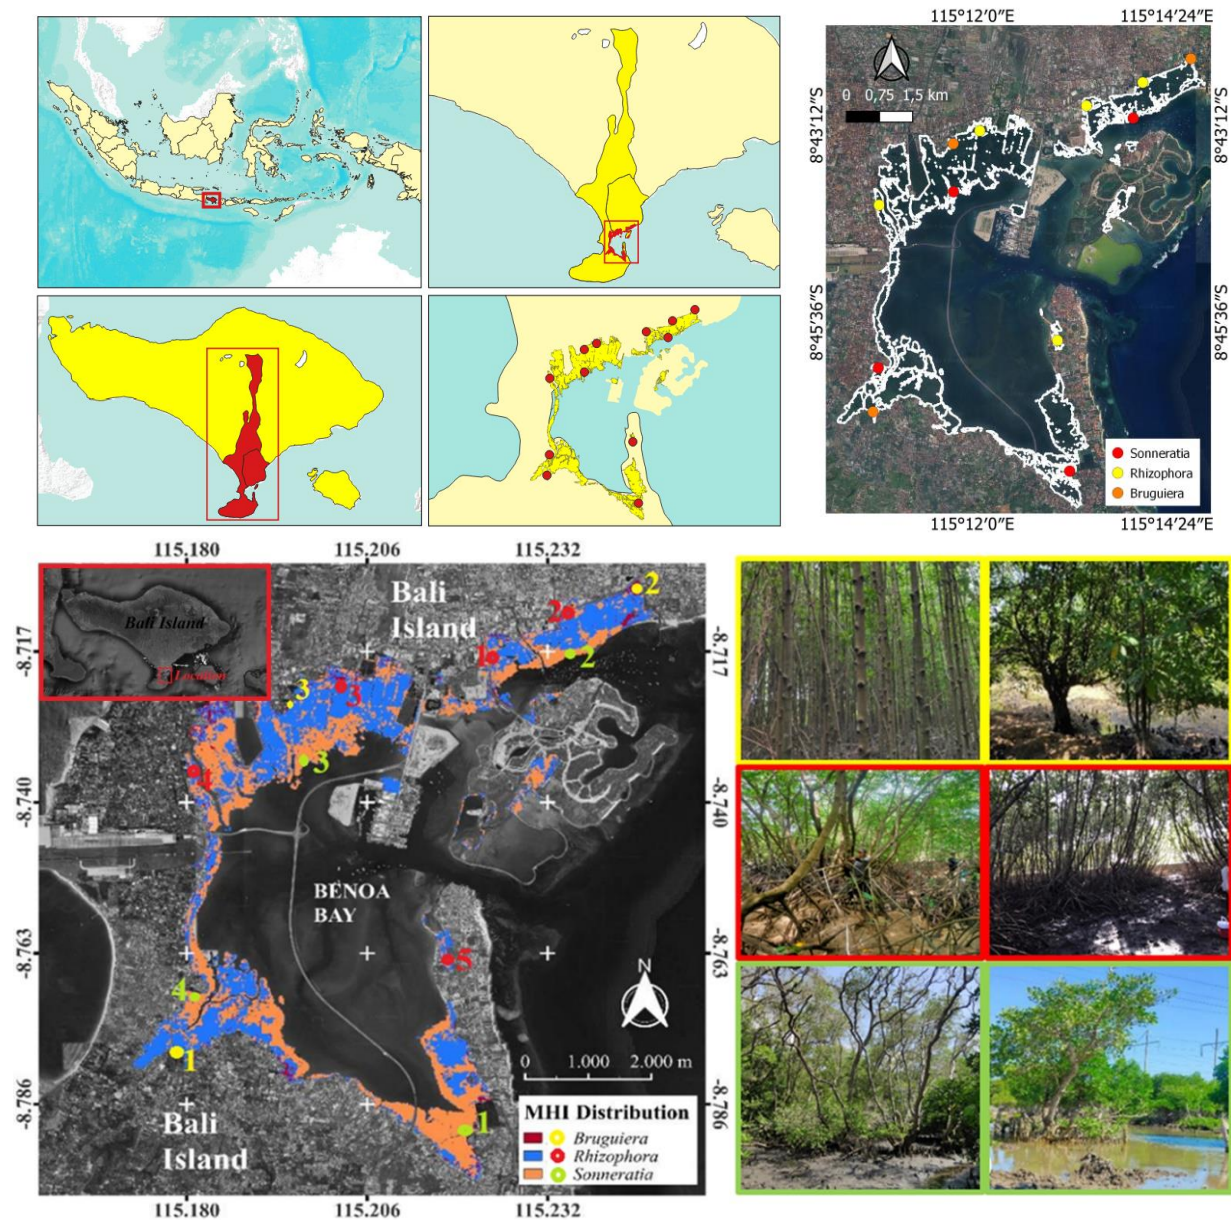 115°12′0″E 115°14′24″E
0 0,75 1,5 km
8°43′12″S
8°43′12″S
8°45′36″S
8°45′36″S
Sonneratia
Rhizophora
Bruguiera
115°12′0″E 115°14′24″E
115.180 115.206 115.232
Bali Island
Location
Bali
Island
2
2
1
2
-8.717
-8.717
3
3
3
4
-8.740
-8.740
BENOA
BAY
5
-8.763
-8.763
4
1
N
0 1.000 2.000 m
-8.786
-8.786
1
Bali
Island
MHI Distribution
Bruguiera
Rhizophora
Sonneratia
115.180 115.206 115.232